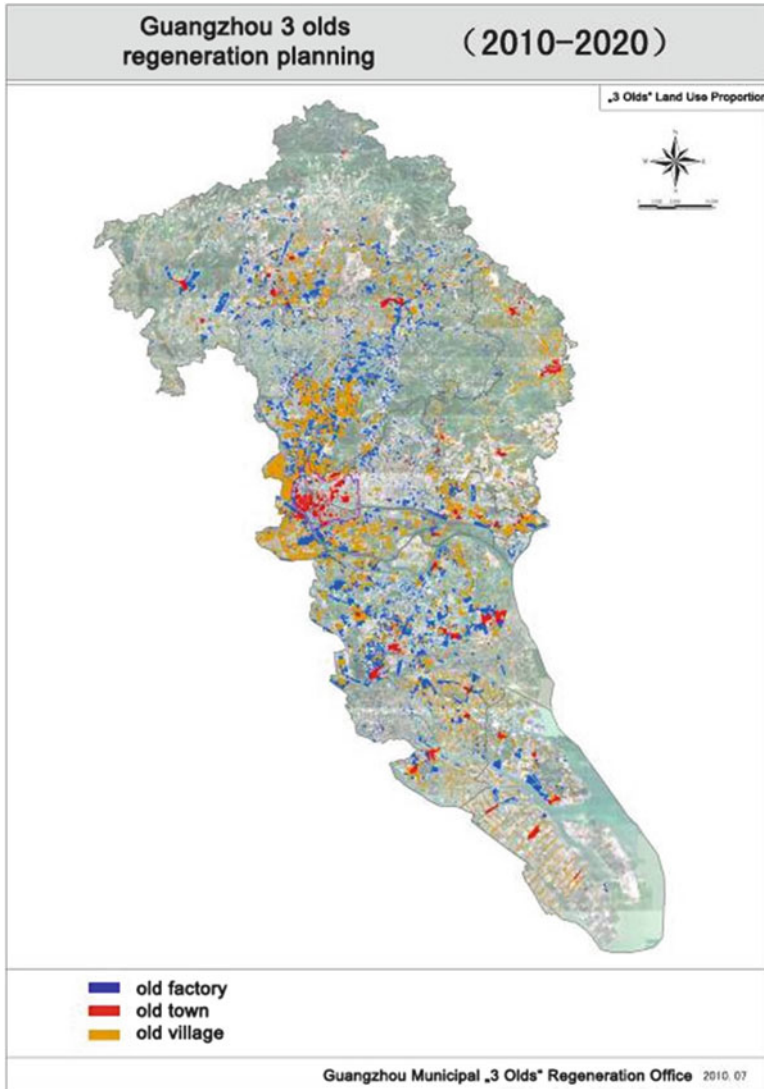 Guangzhou 3 olds
regeneration planning
（2010-2020）
„3 Olds“ Land Use Proportion
old factory
old town
old village
Guangzhou Municipal „3 Olds“ Regeneration Office 2010. 07